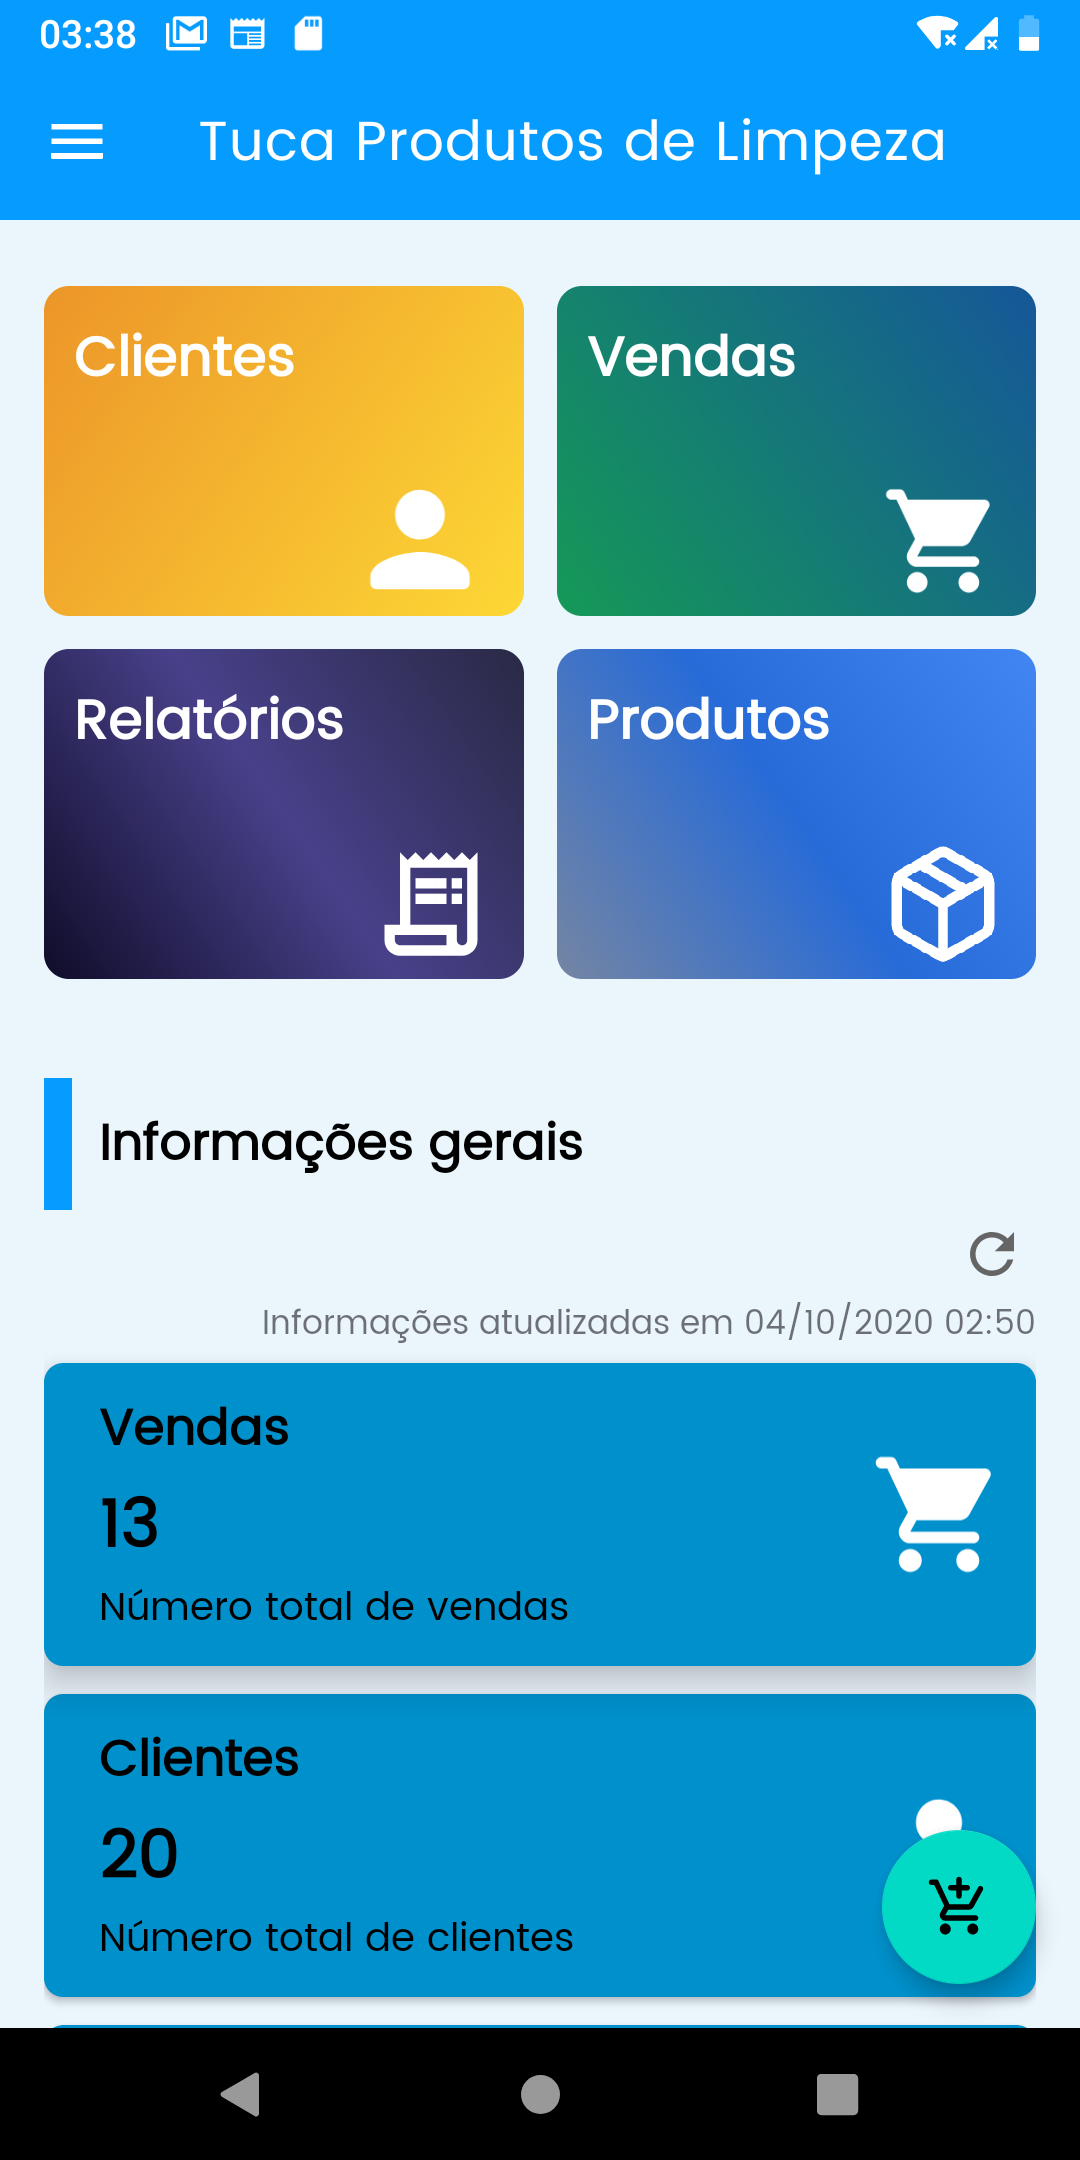 03:38
Tuca Produtos de Limpeza
Clientes
Vendas
Relatórios
Produtos
Informações gerais
Informações atualizadas em 04/10/2020 02:50
Vendas
13
Número total de vendas
Clientes
20
Número total de clientes